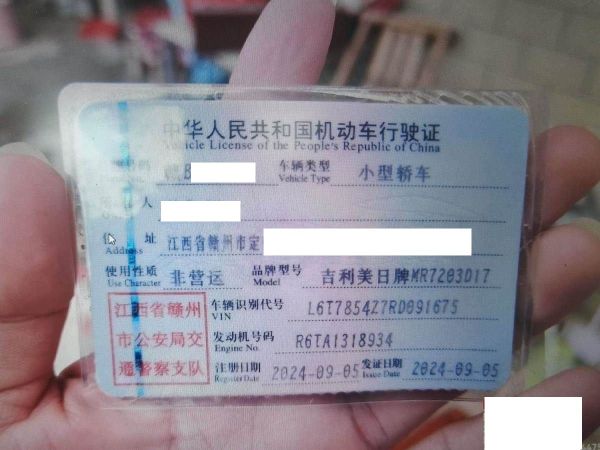 中华人民共和国机动车行驶证
Vehicle License of the People's Republic of China
号码 B 车辆类型 小型轿车
Vehicle Type
人
住 址 江西省赣州市定
Address
使用性质 非营运 品牌型号 吉利美日牌MR7203D17
Use Character Model
江西省赣州 车辆识别代号 L6T7854Z7RD091675
VIN
市公安局交 发动机号码 R6TA1318934
Engine No.
通警察支队 注册日期 2024-09-05 发证日期 2024-09-05
Register Date Issue Date